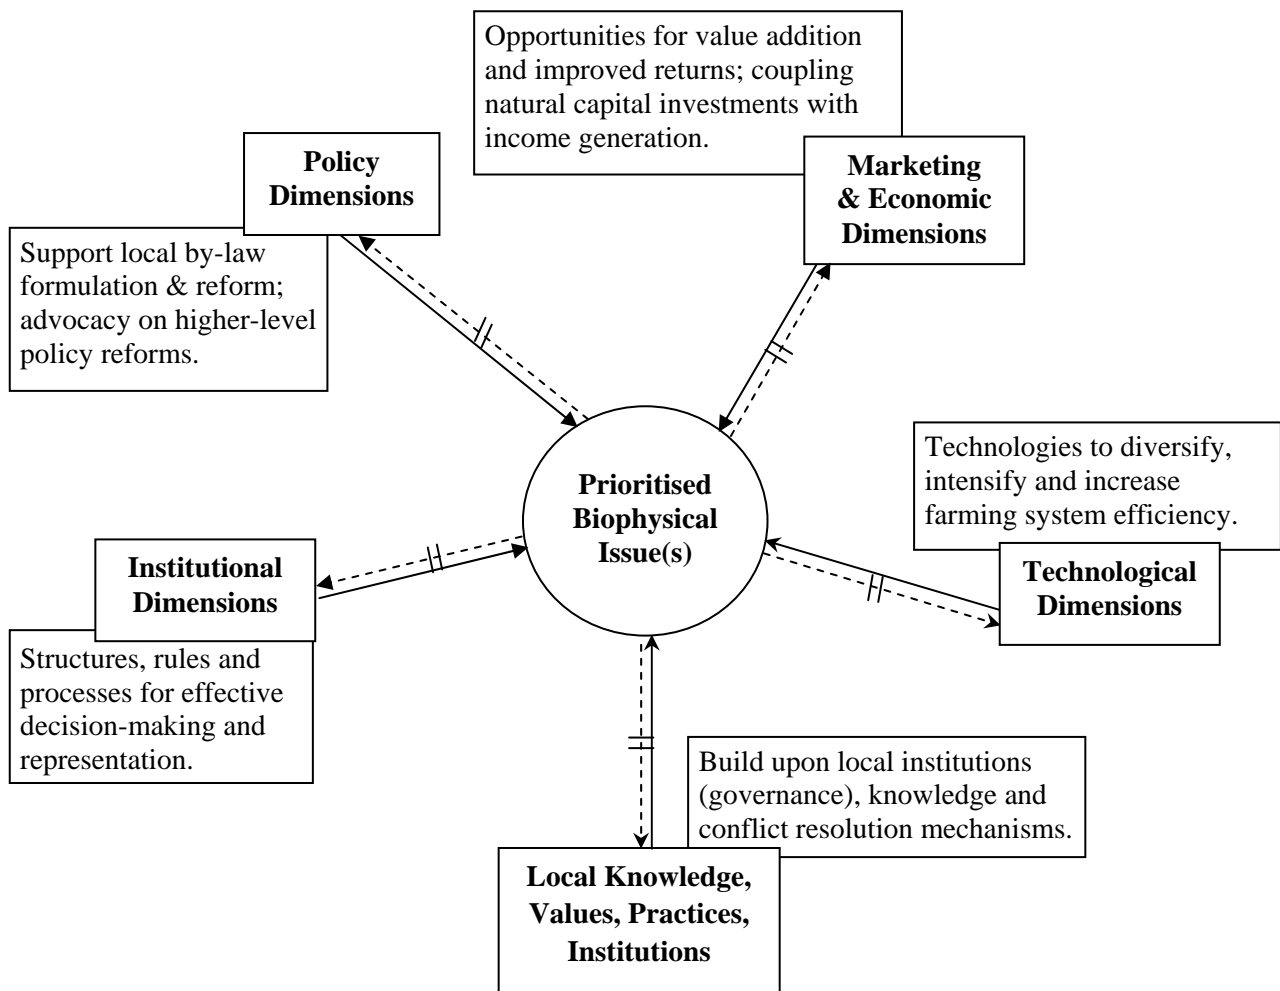 Opportunities for value addition
and improved returns; coupling
natural capital investments with
income generation.
Policy
Dimensions
Marketing
& Economic
Dimensions
Support local by-law
formulation & reform;
advocacy on higher-level
policy reforms.
Technologies to diversify,
intensify and increase
farming system efficiency.
Prioritised
Biophysical
Issue(s)
Institutional
Dimensions
Technological
Dimensions
Structures, rules and
processes for effective
decision-making and
representation.
Build upon local institutions
(governance), knowledge and
conflict resolution mechanisms.
Local Knowledge,
Values, Practices,
Institutions